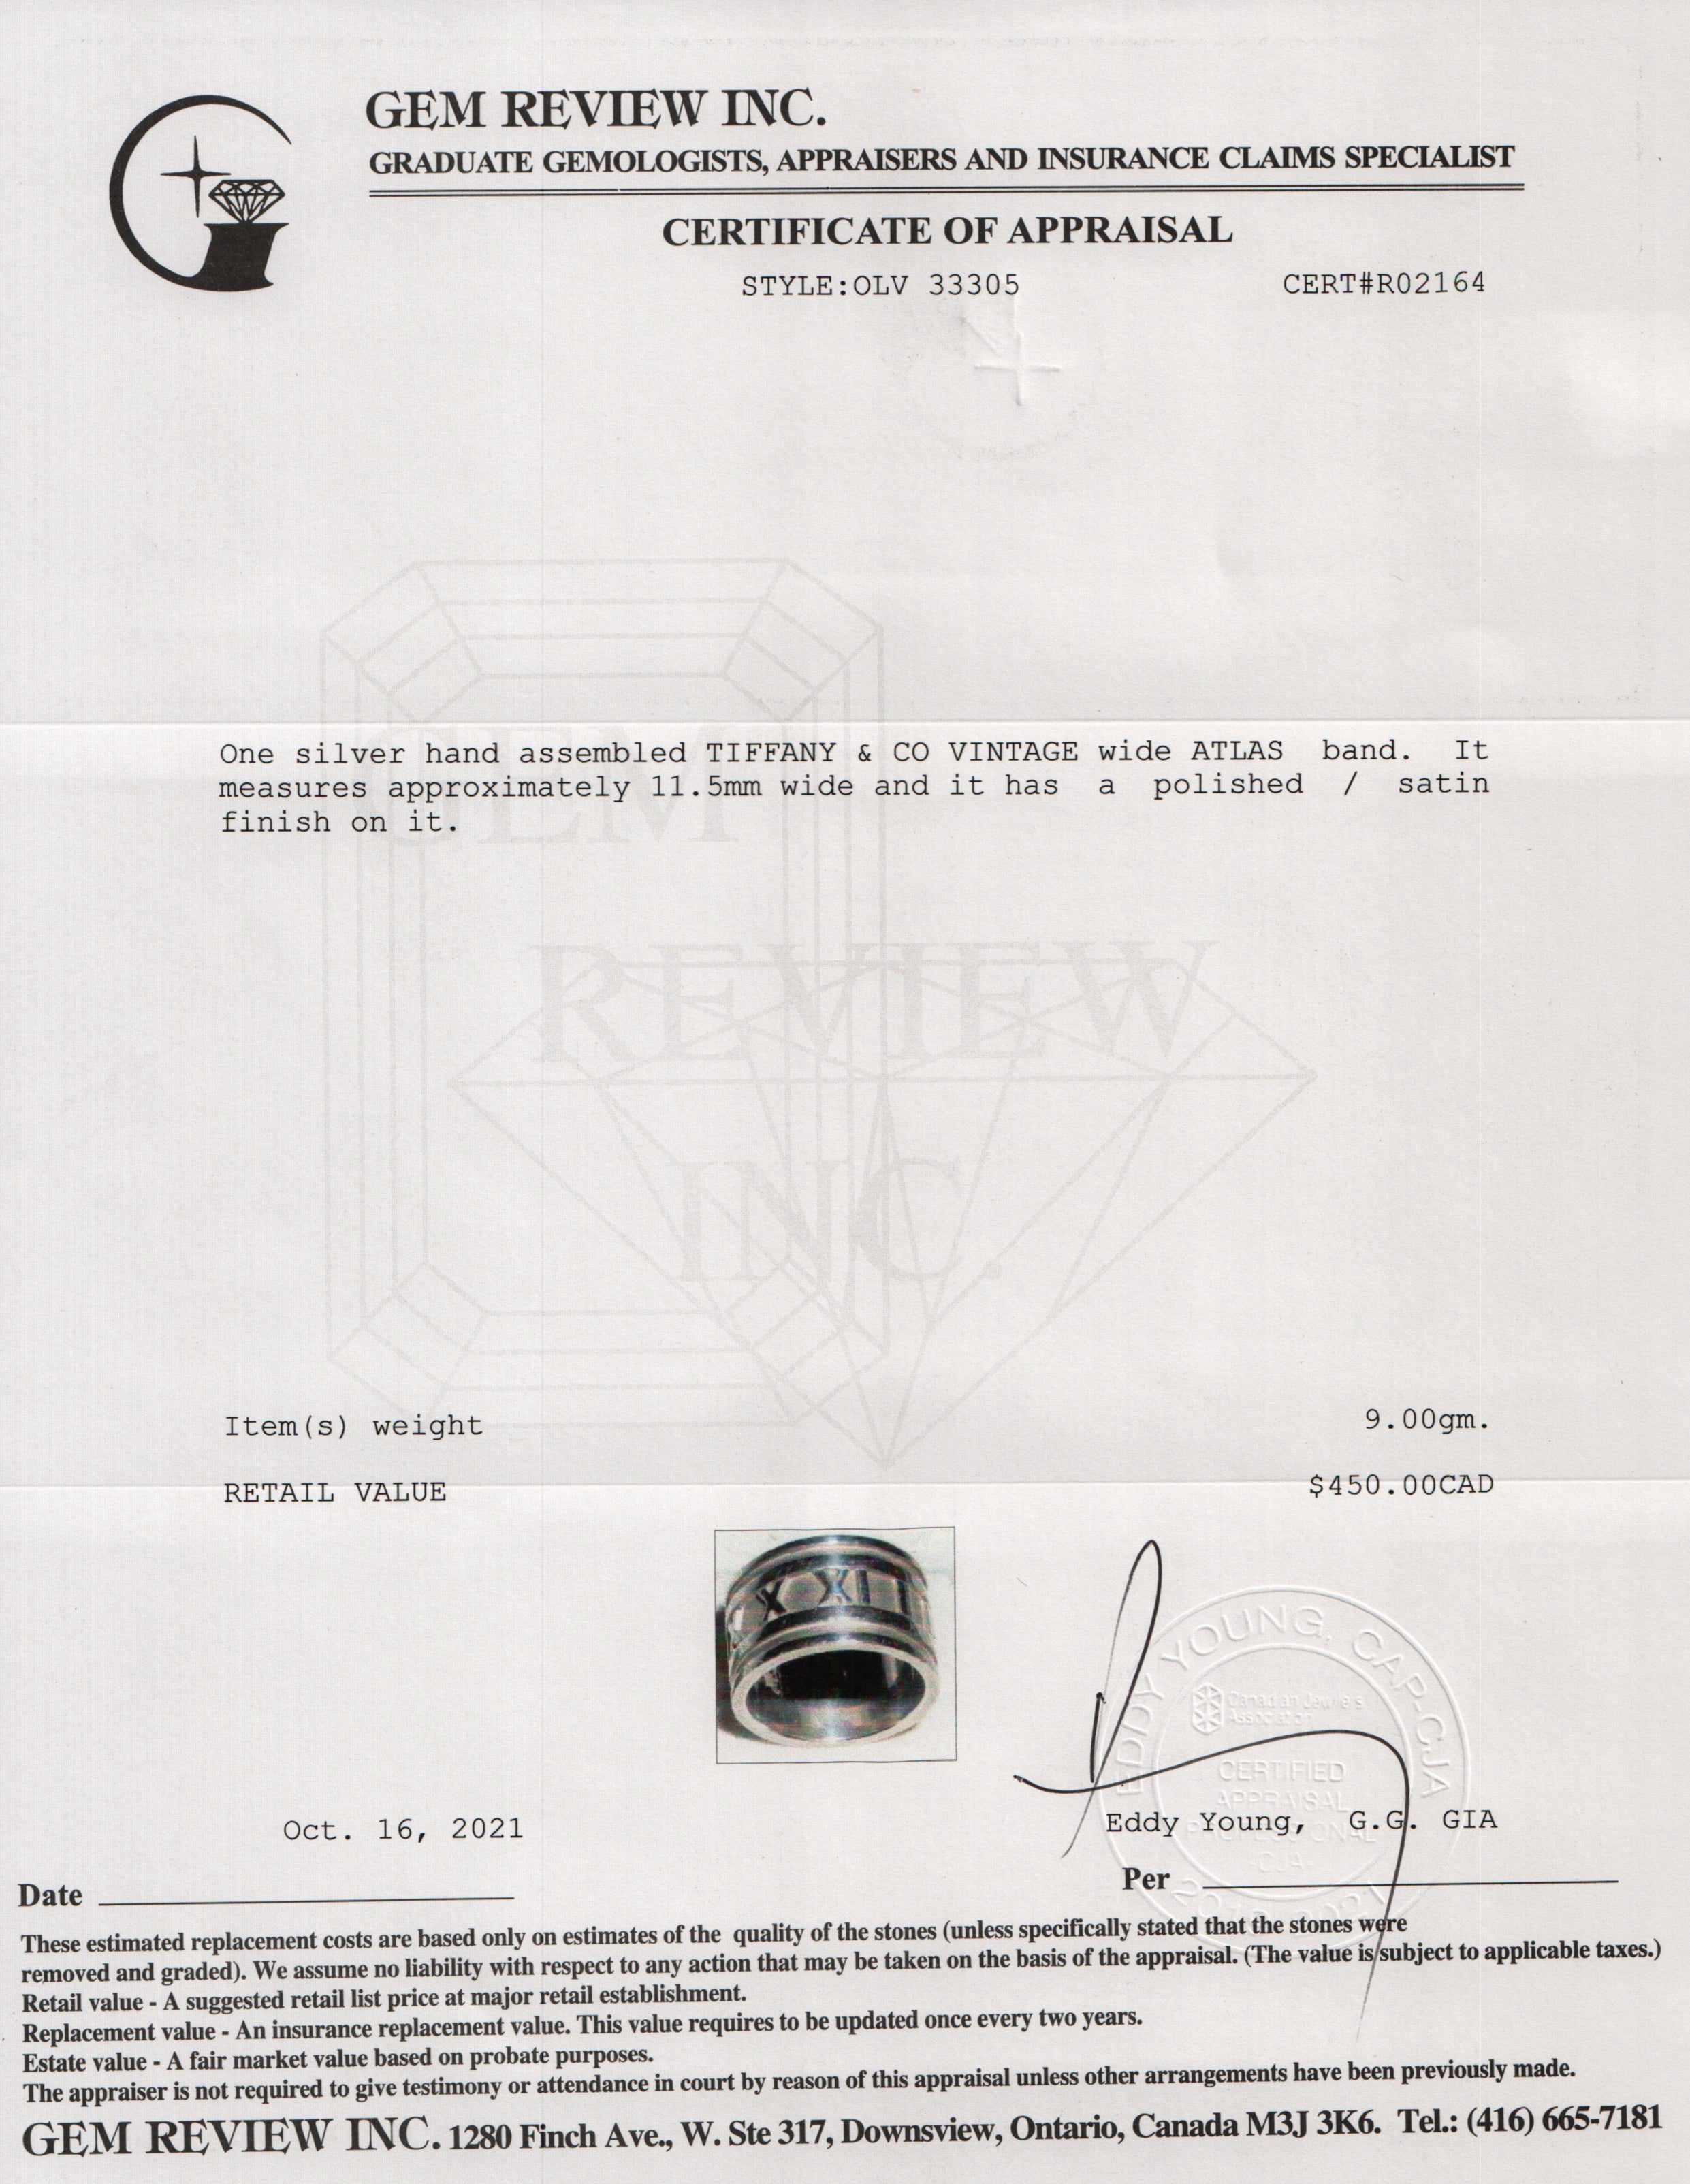 GEM REVIEW INC.
GRADUATE GEMOLOGISTS, APPRAISERS AND INSURANCE CLAIMS SPECIALIST
CERTIFICATE OF APPRAISAL
STYLE:OLV 33305 CERT#R02164
One silver hand assembled TIFFANY & CO VINTAGE wide ATLAS band. It
measures approximately 11.5mm wide and it has a polished / satin
finish on it.
GEM
REVIEW
INC.
Item(s) weight 9.00gm.
RETAIL VALUE $450.00CAD
X XII
EDDY YOUNG, CAP-CJA
Canadian Jewellers
Association
CERTIFIED
APPRAISAL
CJA
Oct. 16, 2021
Eddy Young, G.G. GIA
Date
Per
These estimated replacement costs are based only on estimates of the quality of the stones (unless specifically stated that the stones were
removed and graded). We assume no liability with respect to any action that may be taken on the basis of the appraisal. (The value is subject to applicable taxes.)
Retail value - A suggested retail list price at major retail establishment.
Replacement value - An insurance replacement value. This value requires to be updated once every two years.
Estate value - A fair market value based on probate purposes.
The appraiser is not required to give testimony or attendance in court by reason of this appraisal unless other arrangements have been previously made.
GEM REVIEW INC. 1280 Finch Ave., W. Ste 317, Downsview, Ontario, Canada M3J 3K6. Tel.: (416) 665-7181